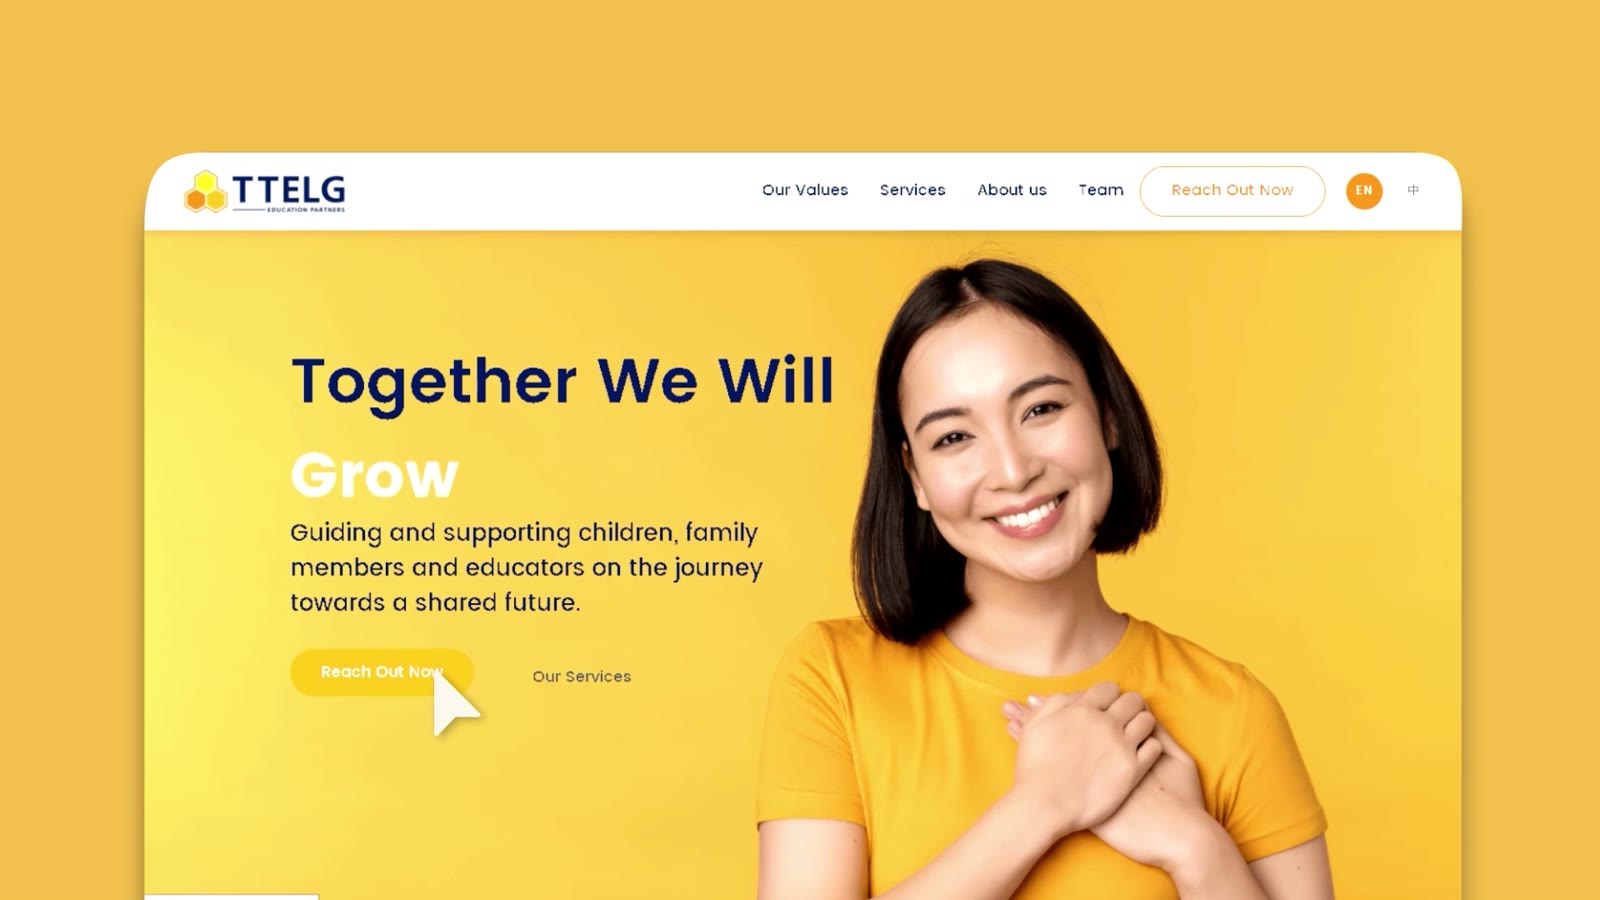 TTELG
EDUCATION PARTNERS
Our Values
Services
About us
Team
Reach Out Now
EN
中
Together We Will
Grow
Guiding and supporting children, family
members and educators on the journey
towards a shared future.
Reach Out Now
Our Services